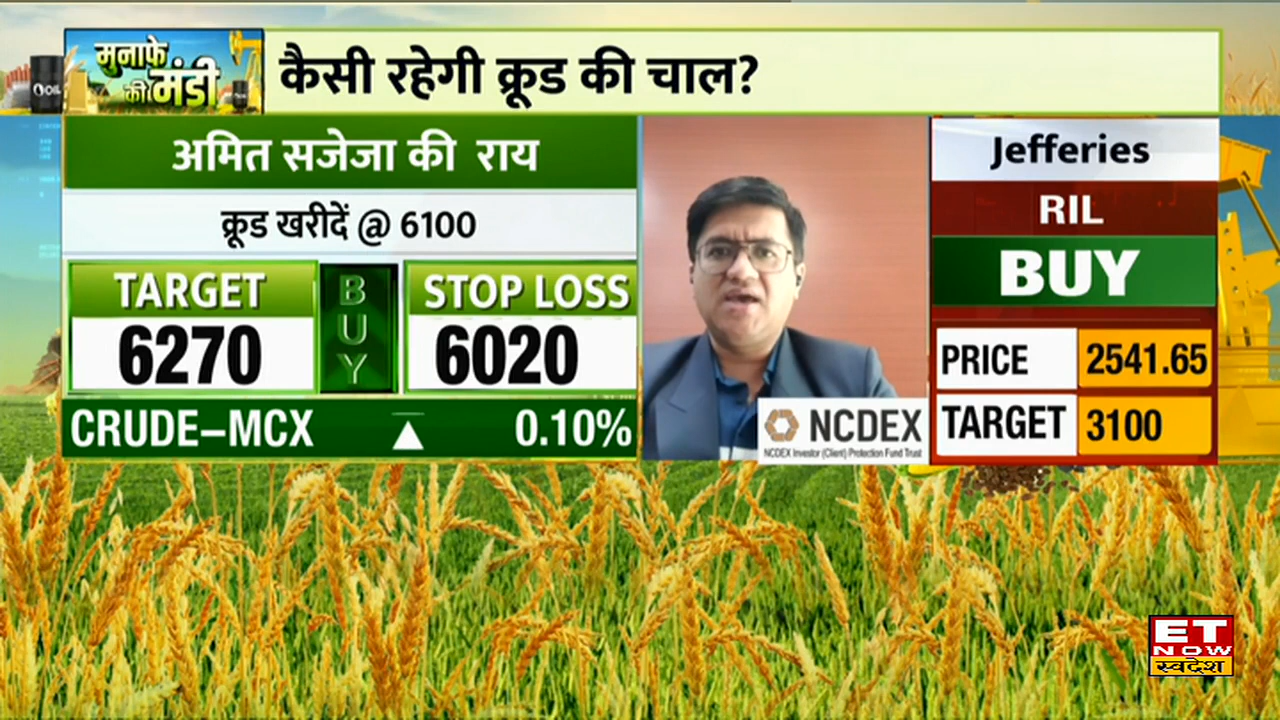 मुनाफे
की मंडी
OIL
कैसी रहेगी क्रूड की चाल?
अमित सजेजा की राय
क्रूड खरीदें @ 6100
TARGET
6270
BUY
STOP LOSS
6020
CRUDE-MCX
0.10%
NCDEX
NCDEX Investor (Client) Protection Fund Trust
Jefferies
RIL
BUY
PRICE
2541.65
TARGET
3100
ET
NOW
स्वदेश